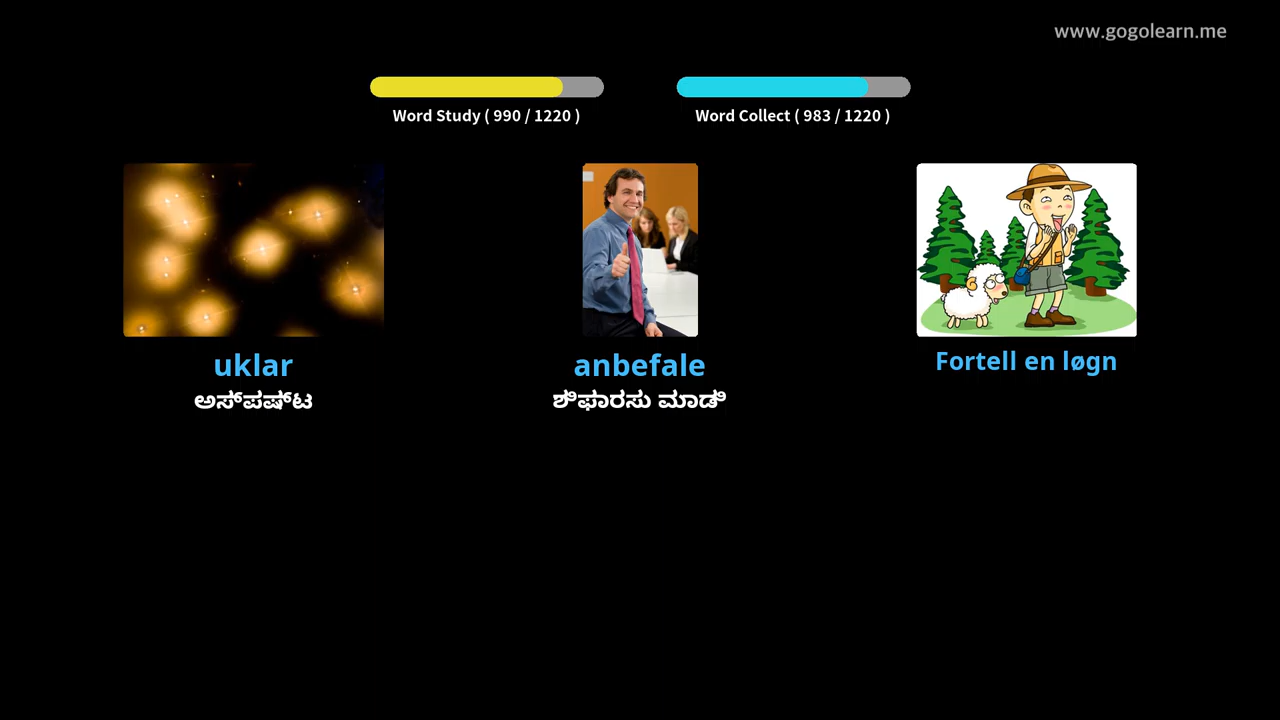 www.gogolearn.me
Word Study ( 990 / 1220 )
Word Collect ( 983 / 1220 )
uklar
ಅಸ್ಪಷ್ಟ
anbefale
ಶಿಫಾರಸು ಮಾಡಿ
Fortell en løgn